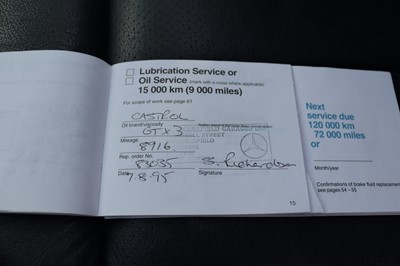 Lubrication Service or
Oil Service (mark with a cross where applicable)
15 000 km (9 000 miles)
For scope of work see page 61
CASTROL
Oil brand/viscosity
GTX3
STREET
Mileage
8916
Rep. order No.
83035
S. Richardson
Date
7.8.95
Signature
15
Next
service due
120 000 km
72 000 miles
or
Month/year
Confirmations of brake fluid replacement
see pages 54 – 55